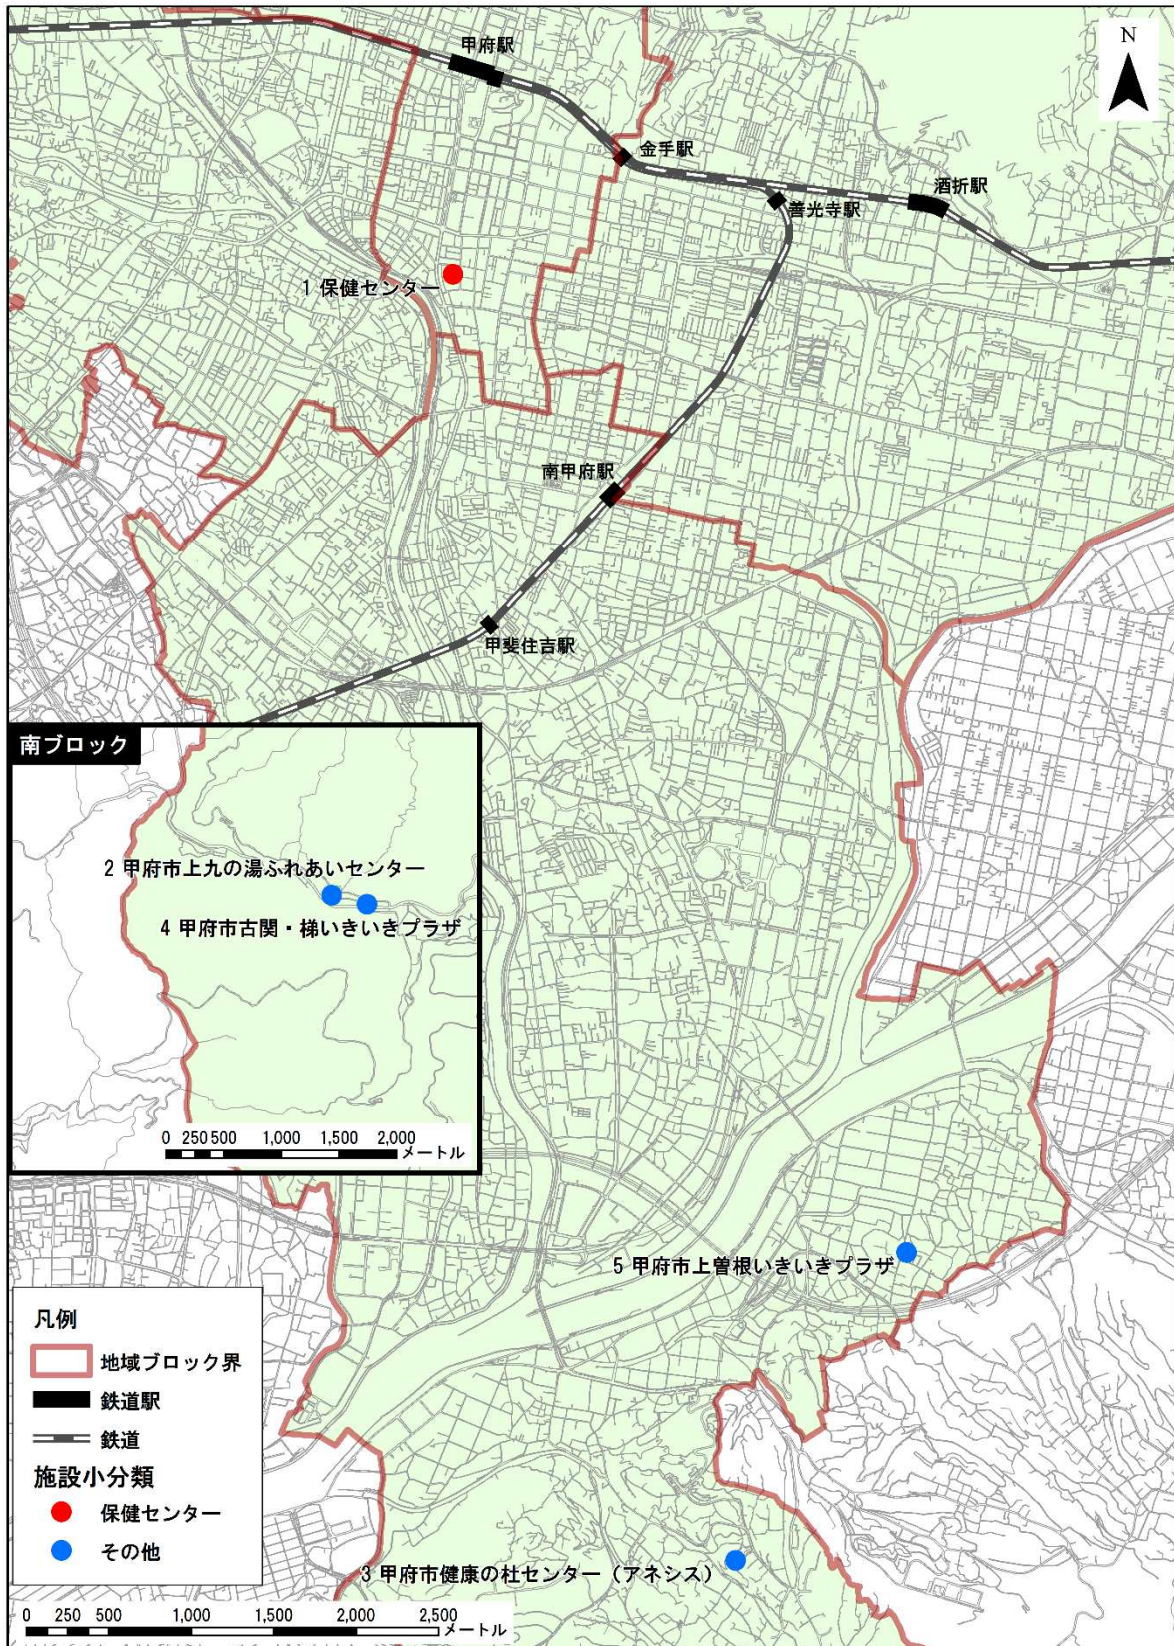 N
甲府駅
金手駅
酒折駅
善光寺駅
1 保健センター
南甲府駅
甲斐住吉駅
南ブロック
2 甲府市上九の湯ふれあいセンター
4 甲府市古関・梯いきいきプラザ
0 250 500 1,000 1,500 2,000
メートル
5 甲府市上曽根いきいきプラザ
凡例
地域ブロック界
鉄道駅
鉄道
施設小分類
保健センター
その他
3 甲府市健康の杜センター（アネシス）
0 250 500 1,000 1,500 2,000 2,500
メートル